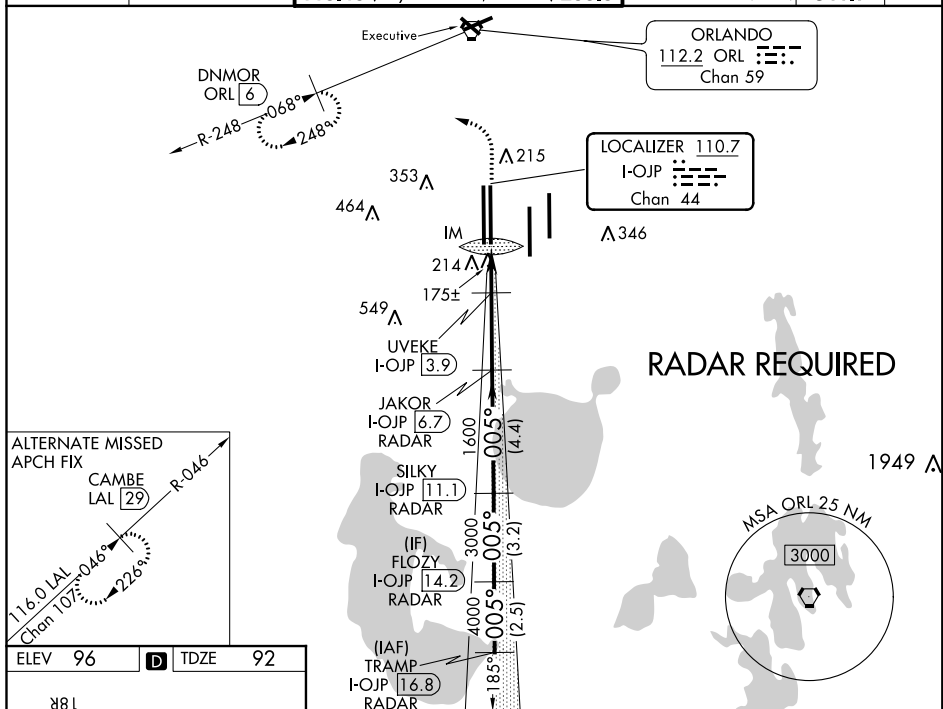 Executive
ORLANDO
112.2 ORL
Chan 59
DNMOR
ORL 6
R-248
068°
248°
LOCALIZER 110.7
I-OJP
Chan 44
215
353
464
346
IM
214
175±
549
UVEKE
I-OJP 3.9
RADAR REQUIRED
JAKOR
I-OJP 6.7
RADAR
1600
005°
(4.4)
ALTERNATE MISSED
APCH FIX
CAMBE
LAL 29
R-046
046°
226°
116.0 LAL
Chan 107
SILKY
I-OJP 11.1
RADAR
3000
005°
(3.2)
1949
MSA ORL 25 NM
3000
(IF)
FLOZY
I-OJP 14.2
RADAR
4000
005°
(2.5)
(IAF)
TRAMP
I-OJP 16.8
RADAR
185°
ELEV 96
D
TDZE 92
18R